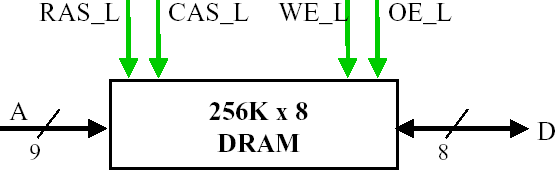 RAS_L CAS_L WE_L OE_L
A 256K x 8 D
9 DRAM 8